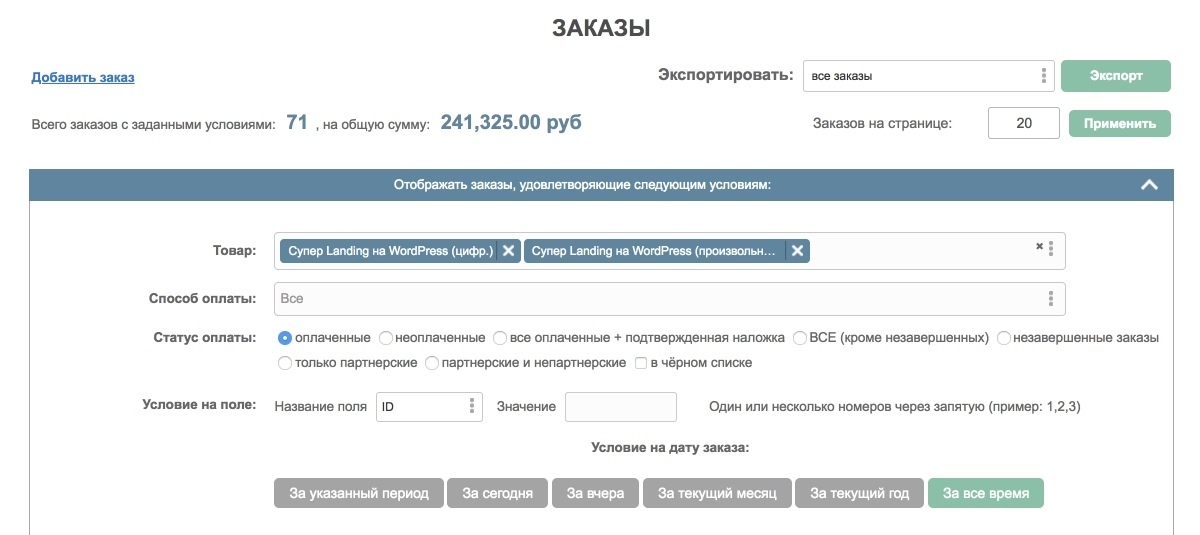 ЗАКАЗЫ
Добавить заказ
Экспортировать: все заказы Экспорт
Всего заказов с заданными условиями: 71 , на общую сумму: 241,325.00 руб
Заказов на странице: 20 Применить
Отображать заказы, удовлетворяющие следующим условиям:
Товар: Супер Landing на WordPress (цифр.) Супер Landing на WordPress (произвольн...
Способ оплаты: Все
Статус оплаты: оплаченные неоплаченные все оплаченные + подтвержденная наложка ВСЕ (кроме незавершенных) незавершенные заказы
только партнерские партнерские и непартнерские в чёрном списке
Условие на поле: Название поля ID Значение Один или несколько номеров через запятую (пример: 1,2,3)
Условие на дату заказа:
За указанный период За сегодня За вчера За текущий месяц За текущий год За все время